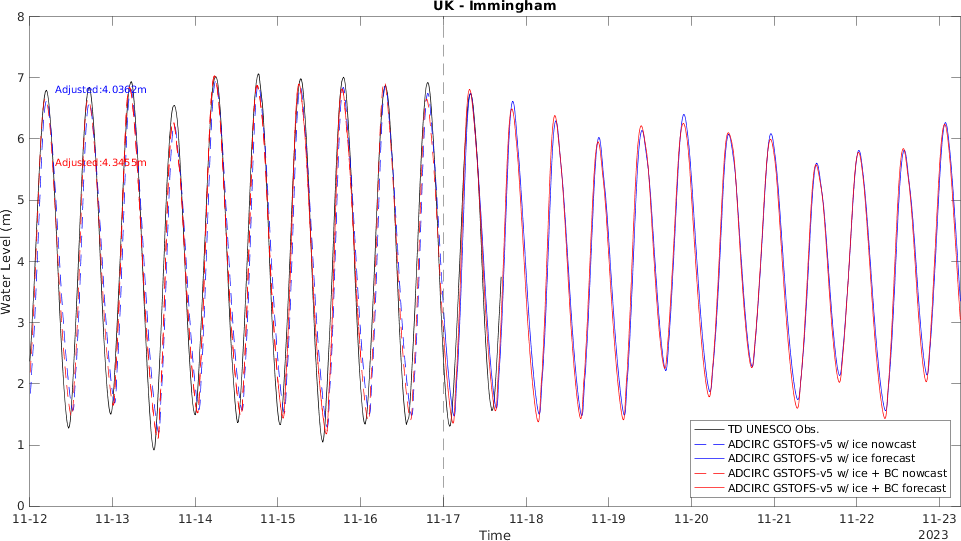 UK - Immingham
8
7
6
5
4
3
2
1
0
Water Level (m)
Adjusted:4.0362m
Adjusted:4.3455m
TD UNESCO Obs.
ADCIRC GSTOFS-v5 w/ ice nowcast
ADCIRC GSTOFS-v5 w/ ice forecast
ADCIRC GSTOFS-v5 w/ ice + BC nowcast
ADCIRC GSTOFS-v5 w/ ice + BC forecast
11-12 11-13 11-14 11-15 11-16 11-17 11-18 11-19 11-20 11-21 11-22 11-23
Time
2023